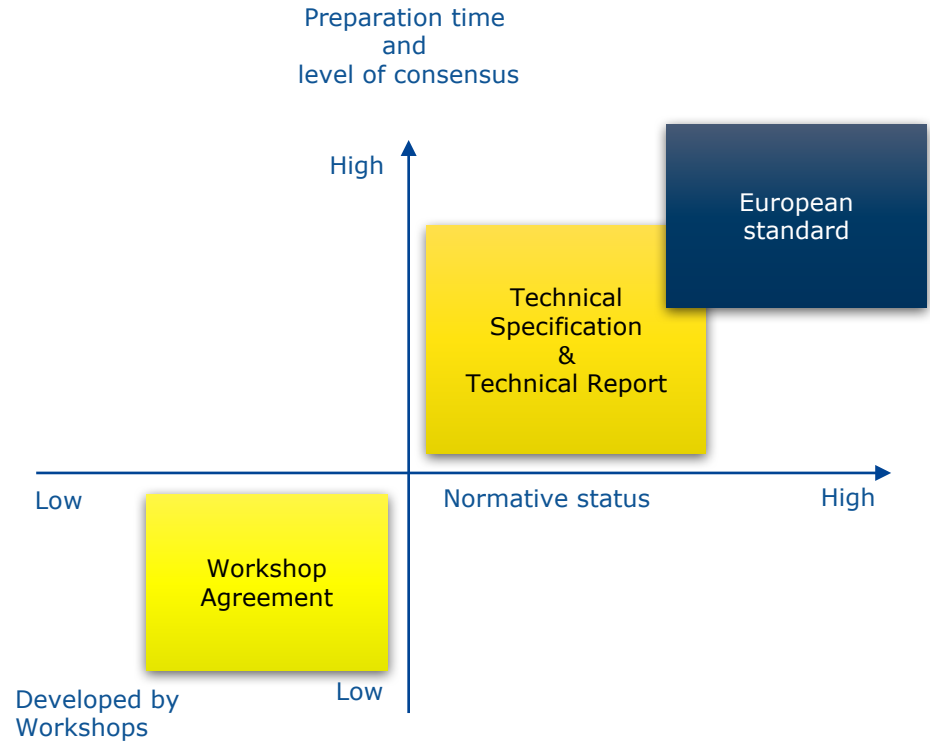 Preparation time
and
level of consensus
High
European
standard
Technical
Specification
&
Technical Report
Low
Normative status
High
Workshop
Agreement
Low
Developed by
Workshops